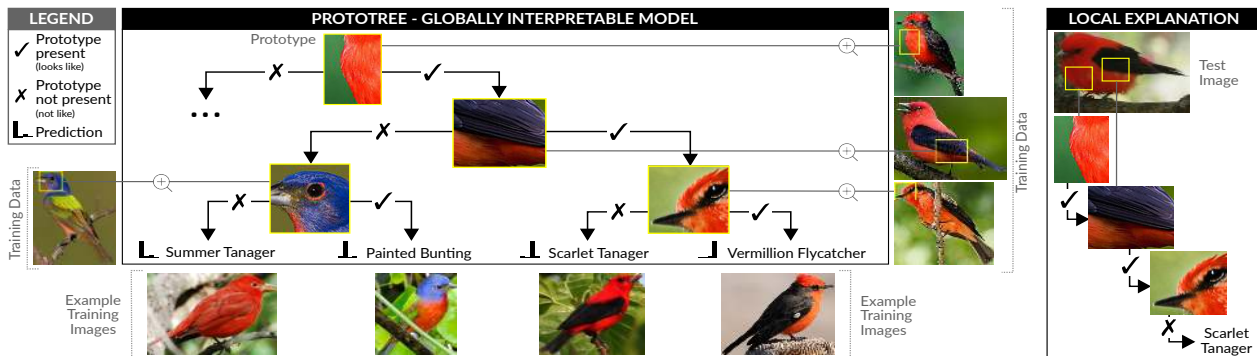 LEGEND
Prototype
present
(looks like)
Prototype
not present
(not like)
Prediction
PROTOTREE - GLOBALLY INTERPRETABLE MODEL
Prototype
...
Summer Tanager
Painted Bunting
Scarlet Tanager
Vermillion Flycatcher
Training Data
Training Data
Example
Training
Images
Example
Training
Images
LOCAL EXPLANATION
Test
Image
Scarlet
Tanager